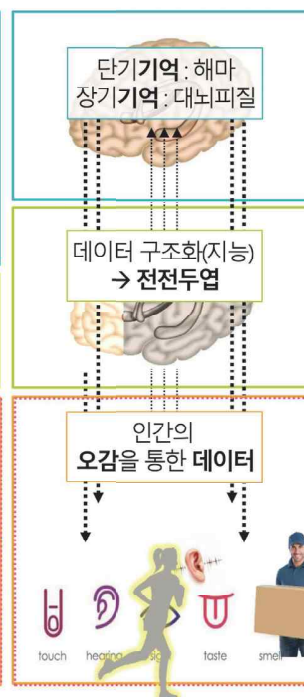 단기기억 : 해마
장기기억 : 대뇌피질
데이터 구조화(지능)
→ 전전두엽
인간의
오감을 통한 데이터
touch hearing taste smell